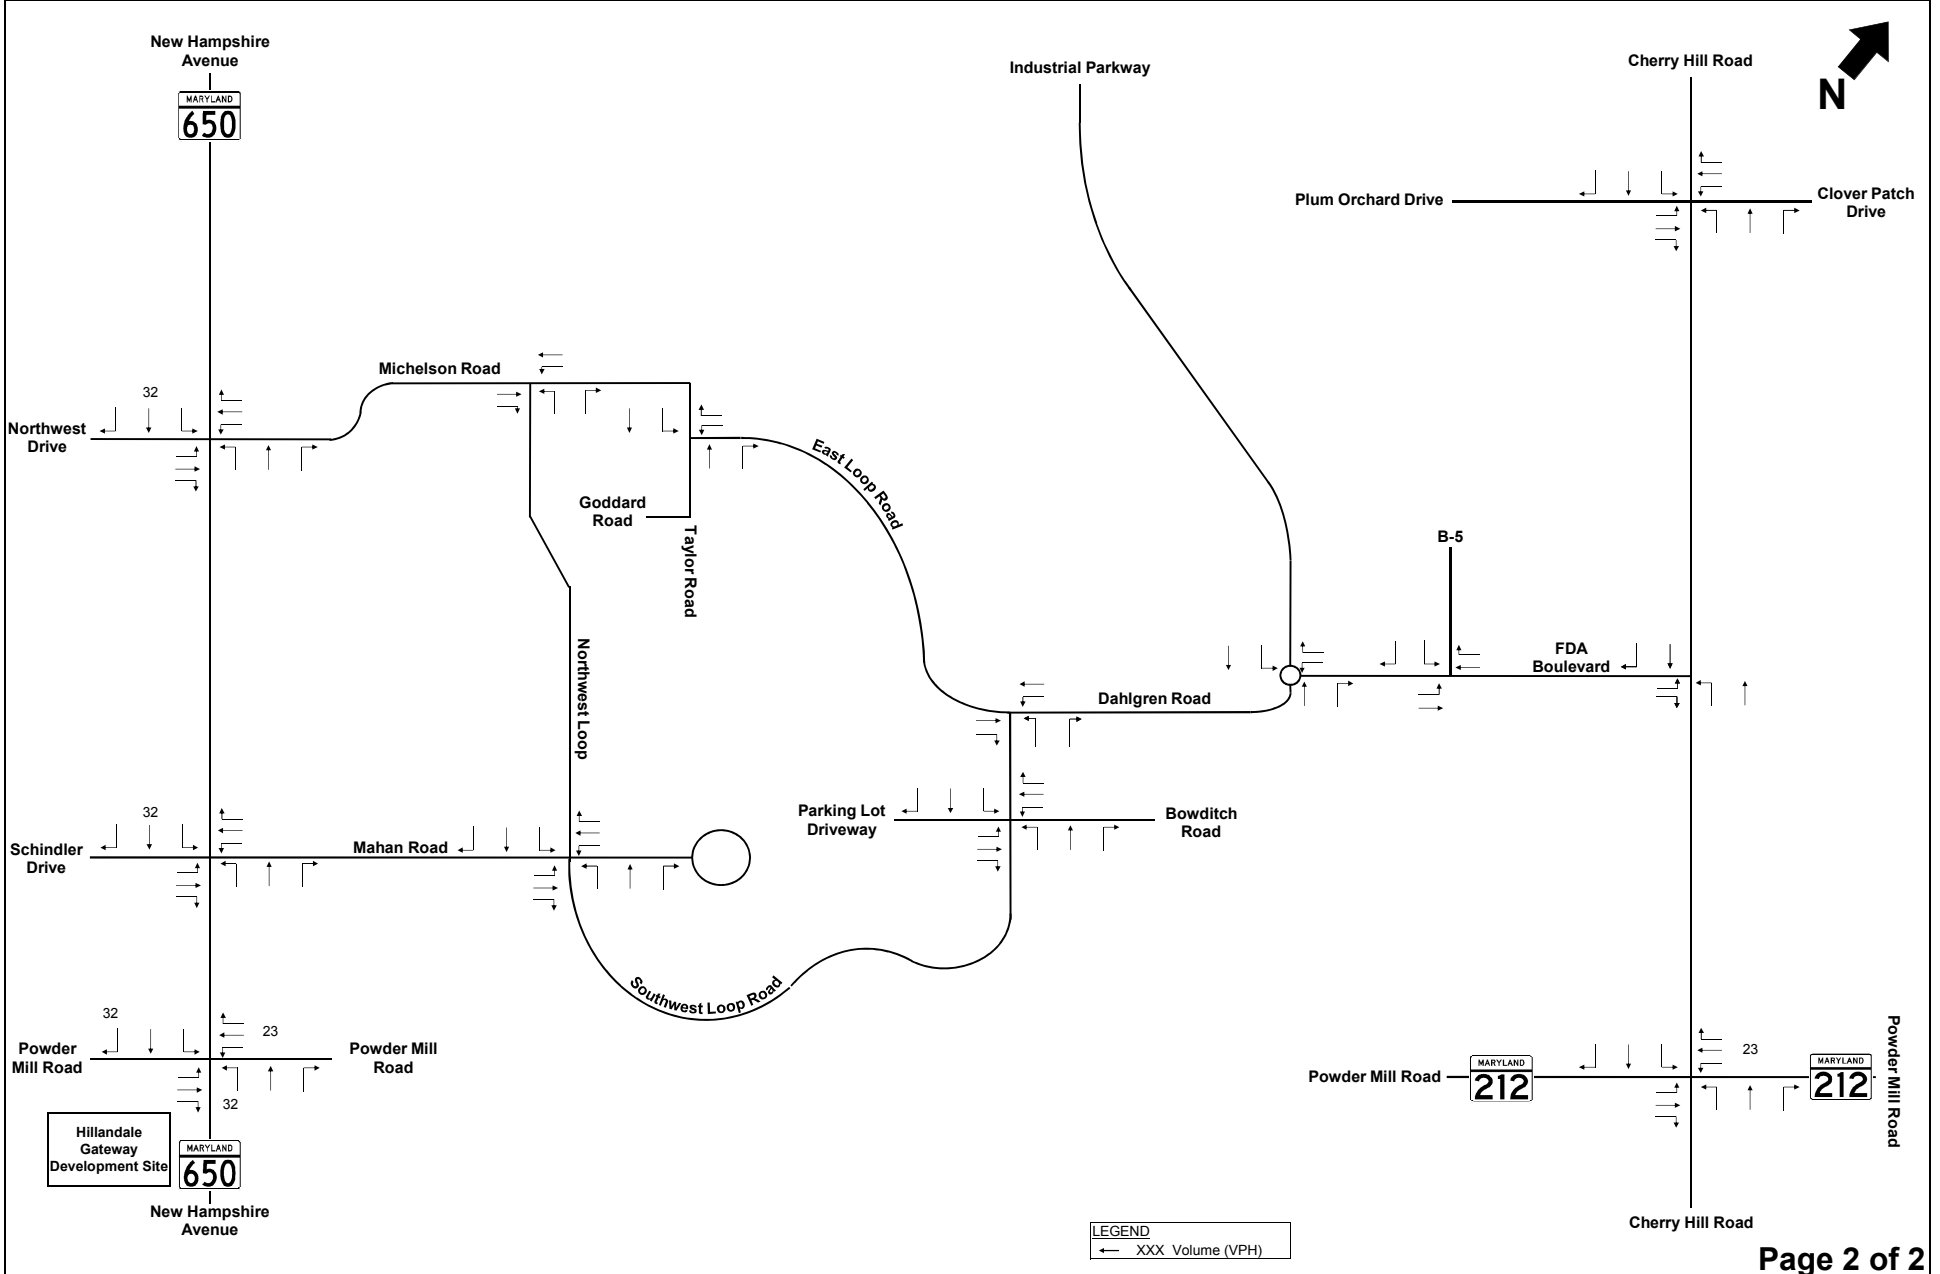 New Hampshire
Avenue
MARYLAND
650
Industrial Parkway
Cherry Hill Road
N
Plum Orchard Drive
Clover Patch
Drive
Michelson Road
32
Northwest
Drive
East Loop Road
Goddard
Road
Taylor Road
B-5
Northwest Loop
FDA
Boulevard
Dahlgren Road
32
Parking Lot
Driveway
Bowditch
Road
Schindler
Drive
Mahan Road
Southwest Loop Road
32
23
Powder
Mill Road
Powder Mill
Road
32
23
Powder Mill Road
MARYLAND
212
MARYLAND
212
Powder Mill Road
Hillandale
Gateway
Development Site
MARYLAND
650
New Hampshire
Avenue
Cherry Hill Road
LEGEND
XXX Volume (VPH)
Page 2 of 2